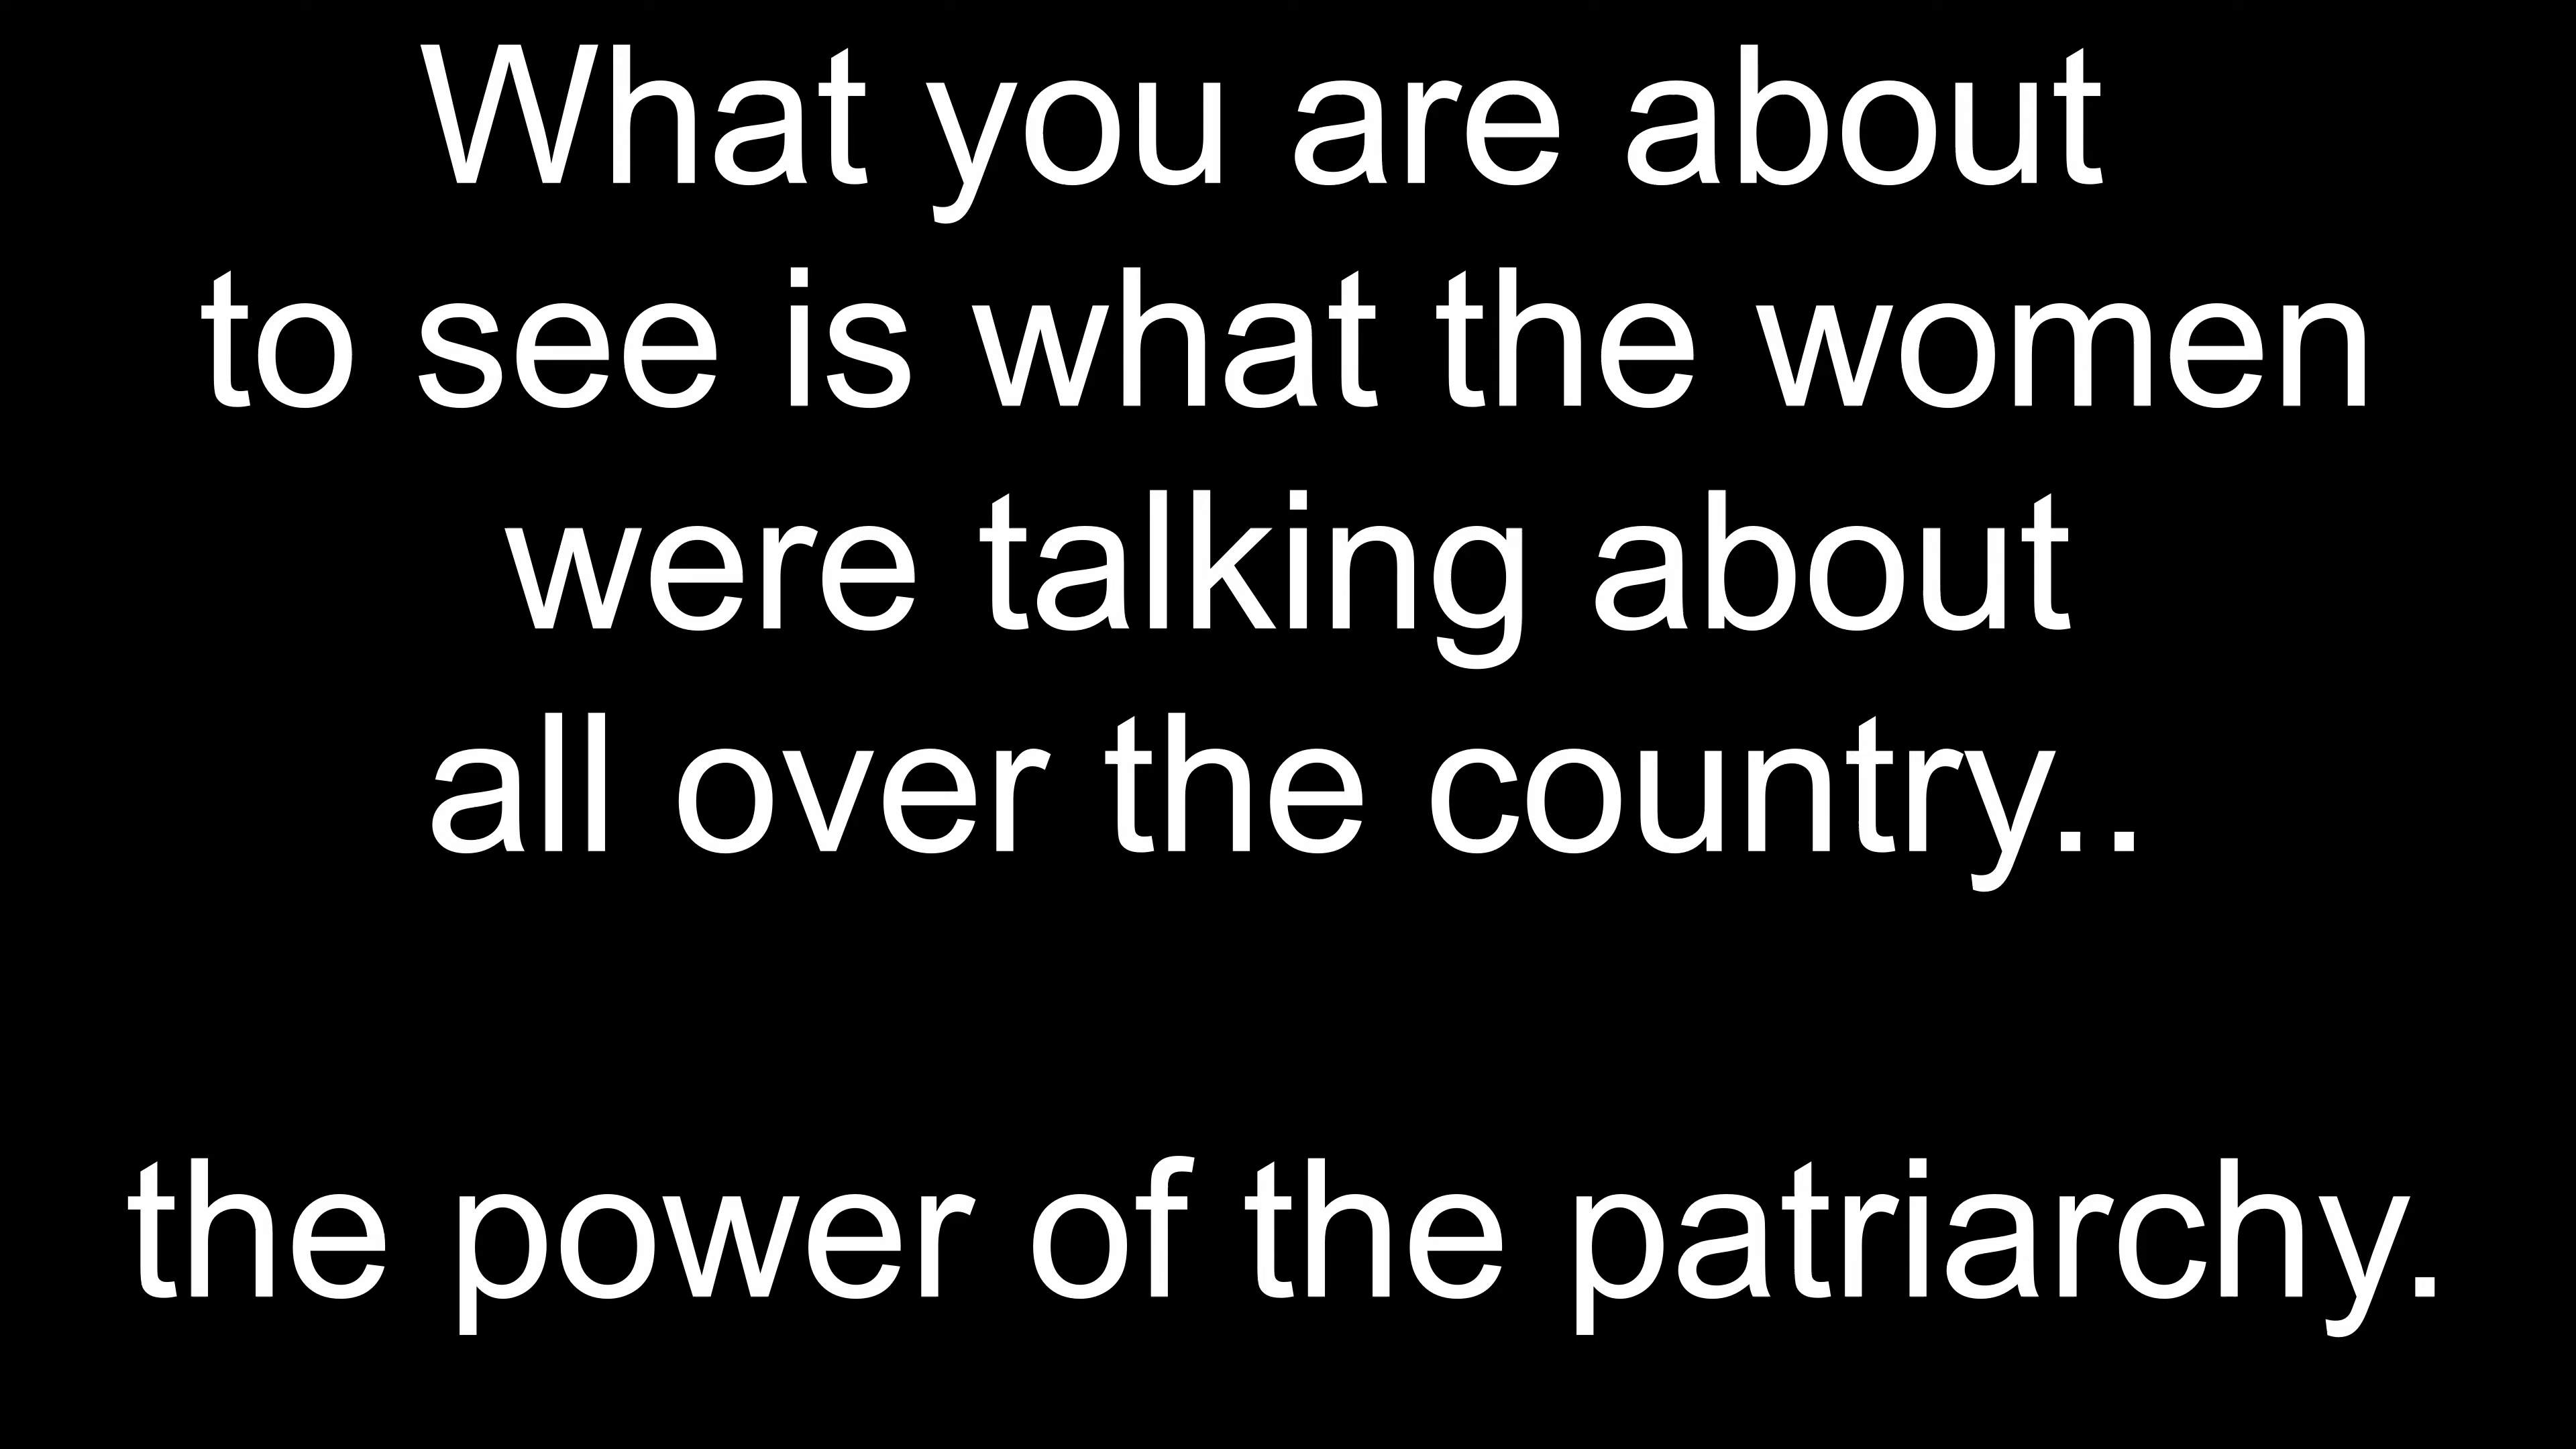 What you are about
to see is what the women
were talking about
all over the country..
the power of the patriarchy.